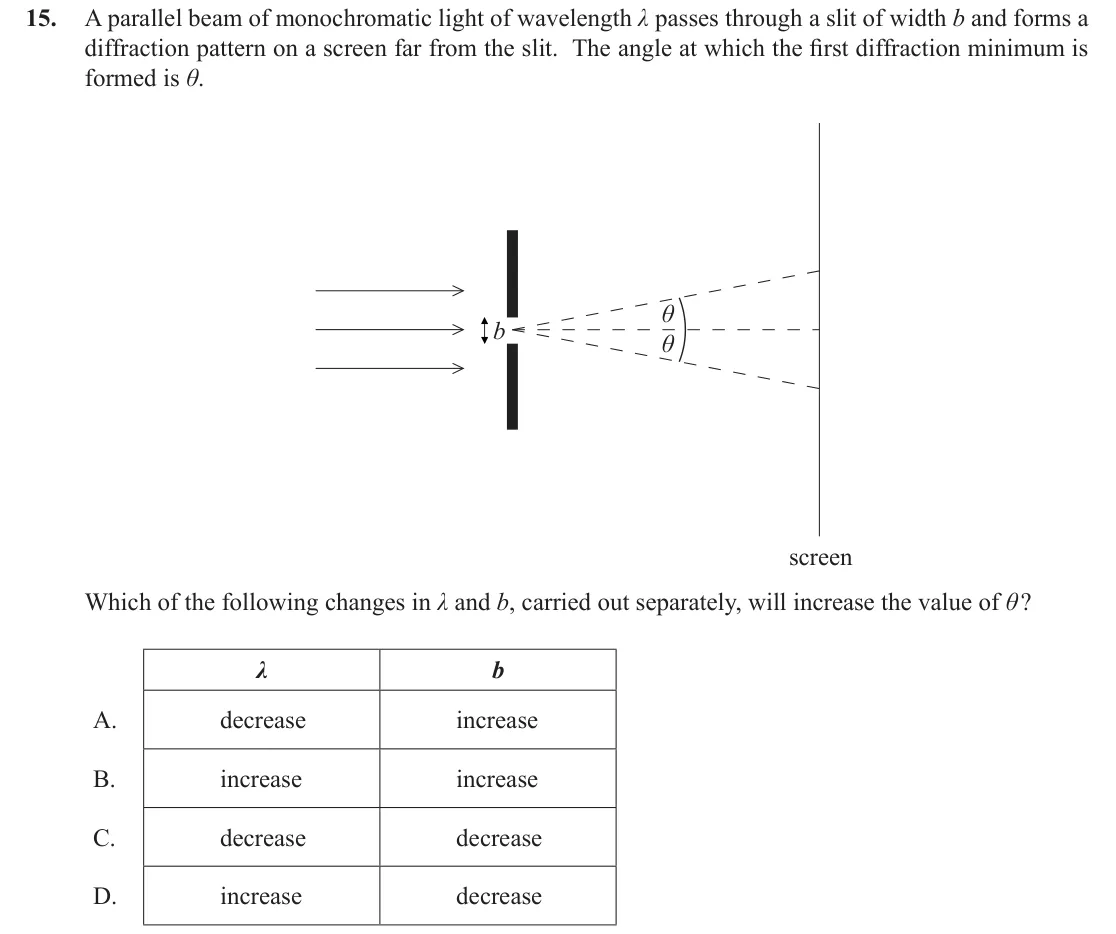 15. A parallel beam of monochromatic light of wavelength λ passes through a slit of width b and forms a
diffraction pattern on a screen far from the slit. The angle at which the first diffraction minimum is
formed is θ.
θ
b
θ
screen
Which of the following changes in λ and b, carried out separately, will increase the value of θ?
λ b
A. decrease increase
B. increase increase
C. decrease decrease
D. increase decrease